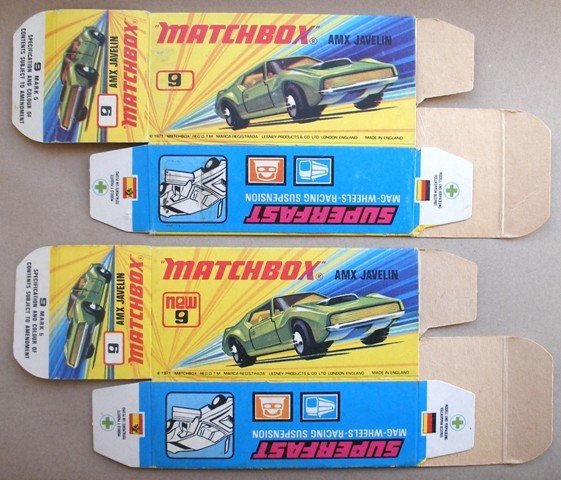 9 MARK 5
SPECIFICATION AND COLOUR OF
CONTENTS SUBJECT TO AMENDMENT
AMX JAVELIN
9
MATCHBOX
"MATCHBOX"®
AMX JAVELIN
9
© 1971 "MATCHBOX" REG'D T.M. MARCA REGISTRADA LESNEY PRODUCTS & CO. LTD. LONDON ENGLAND MADE IN ENGLAND
SUPERFAST
MAG-WHEELS-RACING SUSPENSION
9 MARK 5
SPECIFICATION AND COLOUR OF
CONTENTS SUBJECT TO AMENDMENT
AMX JAVELIN
9
MATCHBOX
"MATCHBOX"®
AMX JAVELIN
new
9
© 1971 "MATCHBOX" REG'D T.M. MARCA REGISTRADA LESNEY PRODUCTS & CO. LTD. LONDON ENGLAND MADE IN ENGLAND
SUPERFAST
MAG-WHEELS-RACING SUSPENSION